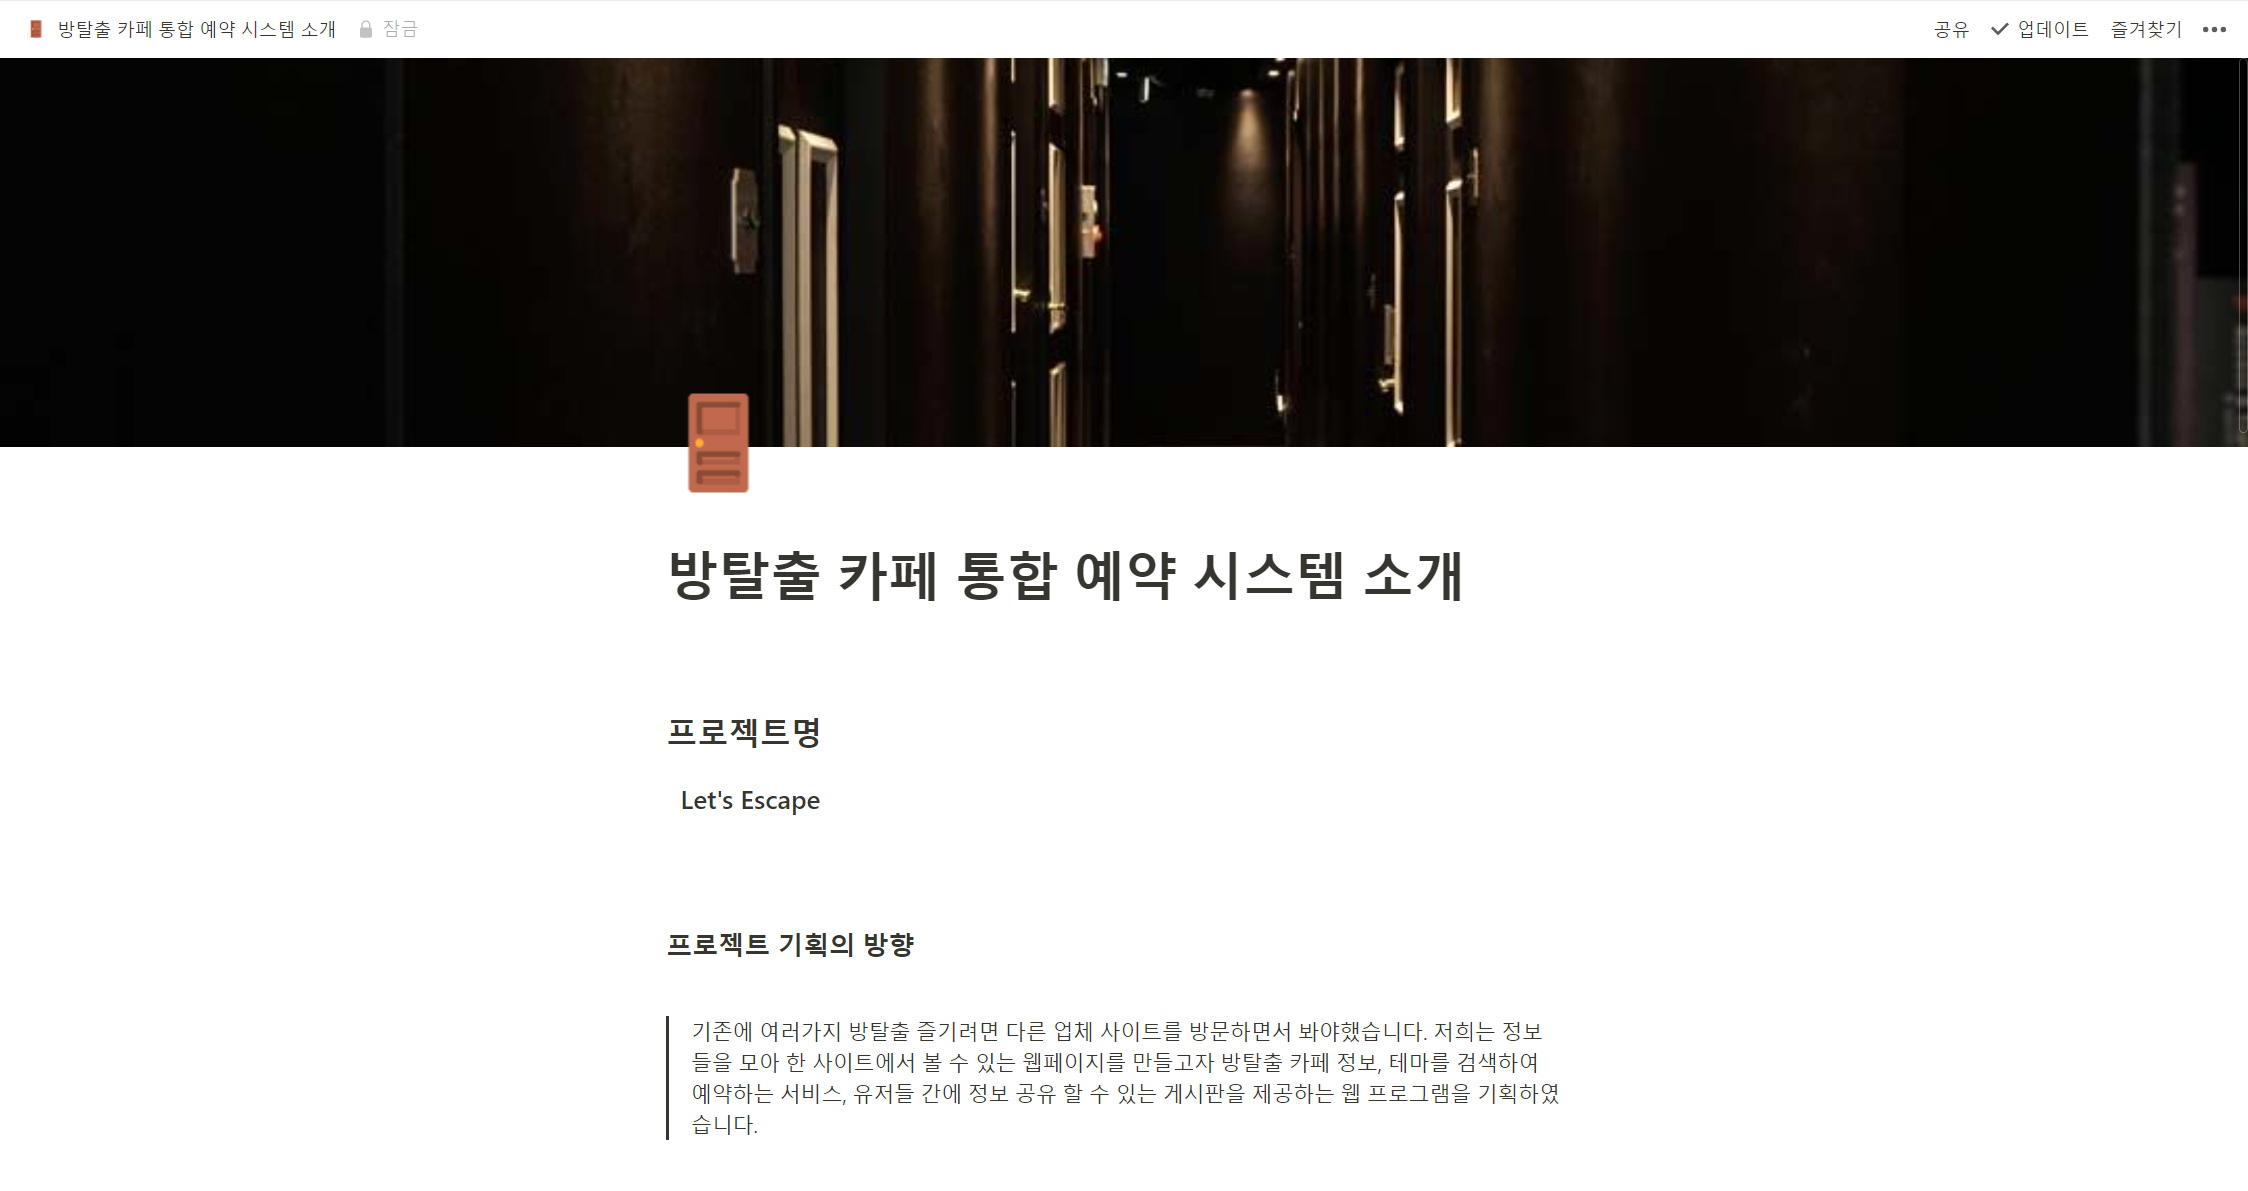 방탈출 카페 통합 예약 시스템 소개 잠금 공유 업데이트 즐겨찾기
방탈출 카페 통합 예약 시스템 소개
프로젝트명
Let's Escape
프로젝트 기획의 방향
기존에 여러가지 방탈출 즐기려면 다른 업체 사이트를 방문하면서 봐야했습니다. 저희는 정보
들을 모아 한 사이트에서 볼 수 있는 웹페이지를 만들고자 방탈출 카페 정보, 테마를 검색하여
예약하는 서비스, 유저들 간에 정보 공유 할 수 있는 게시판을 제공하는 웹 프로그램을 기획하였
습니다.